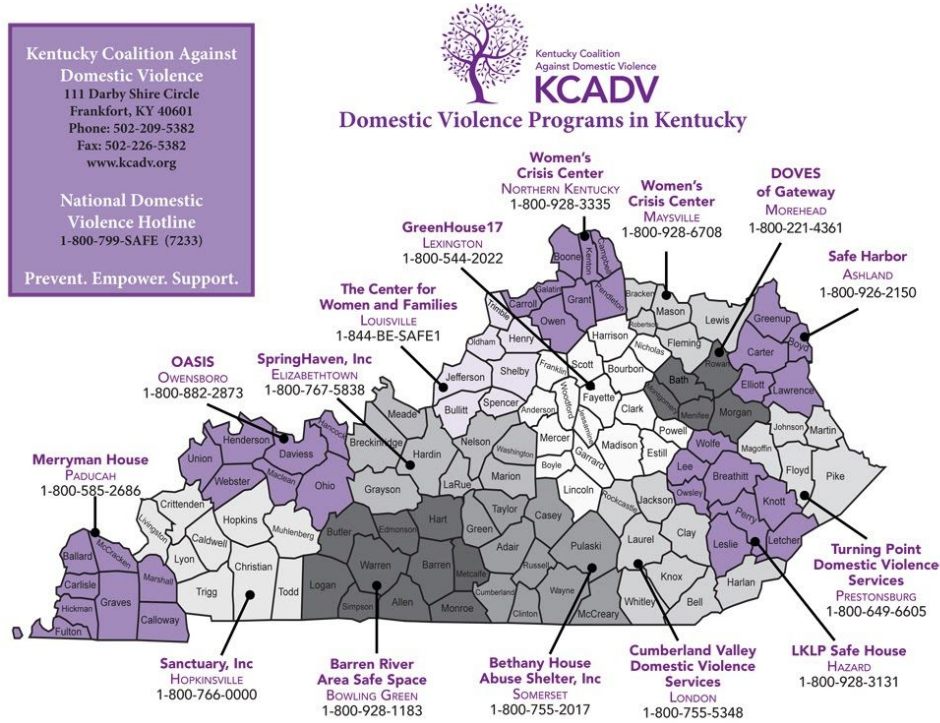 Kentucky Coalition Against
Domestic Violence
111 Darby Shire Circle
Frankfort, KY 40601
Phone: 502-209-5382
Fax: 502-226-5382
www.kcadv.org
National Domestic
Violence Hotline
1-800-799-SAFE (7233)
Prevent. Empower. Support.
Kentucky Coalition
Against Domestic Violence
KCADV
Domestic Violence Programs in Kentucky
Women's
Crisis Center
NORTHERN KENTUCKY
1-800-928-3335
Women's
Crisis Center
MAYSVILLE
1-800-928-6708
DOVES
of Gateway
MOREHEAD
1-800-221-4361
GreenHouse17
LEXINGTON
1-800-544-2022
Safe Harbor
ASHLAND
1-800-926-2150
The Center for
Women and Families
LOUISVILLE
1-844-BE-SAFE1
OASIS
OWENSBORO
1-800-882-2873
SpringHaven, Inc
ELIZABETHTOWN
1-800-767-5838
Merryman House
PADUCAH
1-800-585-2686
Boone
Kenton
Campbell
Galatin
Grant
Pendleton
Carroll
Owen
Trimble
Bracken
Mason
Robertson
Lewis
Fleming
Greenup
Boyd
Carter
Rowan
Elliott
Lawrence
Oldham
Henry
Harrison
Nicholas
Shelby
Franklin
Scott
Bourbon
Bath
Jefferson
Fayette
Montgomery
Menifee
Morgan
Bullitt
Spencer
Anderson
Woodford
Jessamine
Clark
Powell
Johnson
Martin
Magoffin
Meade
Breckinridge
Hardin
Nelson
Washington
Mercer
Madison
Estill
Wolfe
Floyd
Pike
Hancock
Henderson
Daviess
Union
Webster
Maclean
Ohio
Grayson
LaRue
Marion
Boyle
Garrard
Lee
Breathitt
Lincoln
Rockcastle
Jackson
Owsley
Perry
Knott
Crittenden
Livingston
Hopkins
Muhlenberg
Butler
Edmonson
Hart
Green
Taylor
Casey
Laurel
Clay
Leslie
Letcher
Ballard
McCracken
Lyon
Caldwell
Christian
Warren
Barren
Metcalfe
Adair
Russell
Pulaski
Knox
Harlan
Carlisle
Marshall
Trigg
Todd
Logan
Simpson
Allen
Monroe
Cumberland
Clinton
Wayne
McCreary
Whitley
Bell
Hickman
Graves
Calloway
Fulton
Turning Point
Domestic Violence
Services
PRESTONSBURG
1-800-649-6605
Sanctuary, Inc
HOPKINSVILLE
1-800-766-0000
Barren River
Area Safe Space
BOWLING GREEN
1-800-928-1183
Bethany House
Abuse Shelter, Inc
SOMERSET
1-800-755-2017
Cumberland Valley
Domestic Violence
Services
LONDON
1-800-755-5348
LKLP Safe House
HAZARD
1-800-928-3131